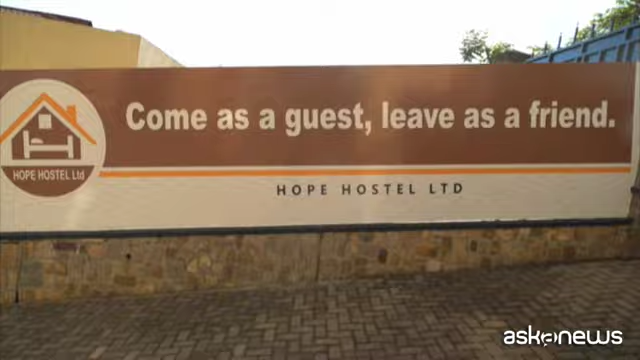 Come as a guest, leave as a friend.
HOPE HOSTEL Ltd
HOPE HOSTEL LTD
askanews